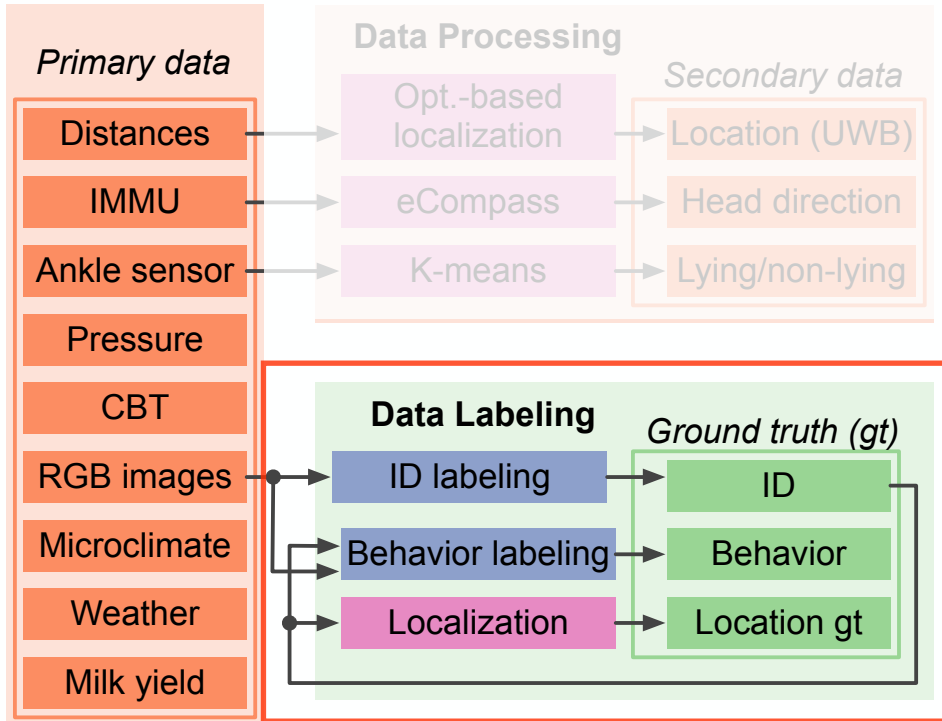 Primary data
Distances
IMMU
Ankle sensor
Pressure
CBT
RGB images
Microclimate
Weather
Milk yield
Data Processing
Opt.-based
localization
eCompass
K-means
Secondary data
Location (UWB)
Head direction
Lying/non-lying
Data Labeling
ID labeling
Behavior labeling
Localization
Ground truth (gt)
ID
Behavior
Location gt